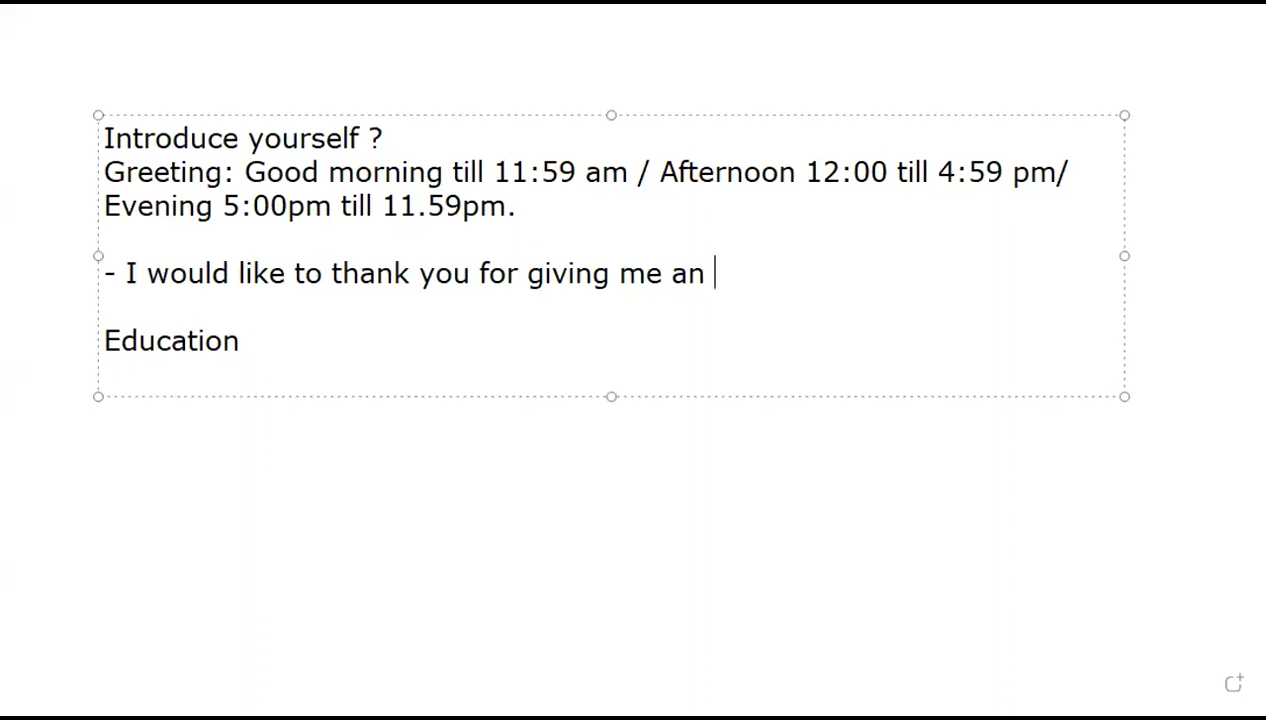 Introduce yourself ?
Greeting: Good morning till 11:59 am / Afternoon 12:00 till 4:59 pm/
Evening 5:00pm till 11.59pm.
- I would like to thank you for giving me an
Education